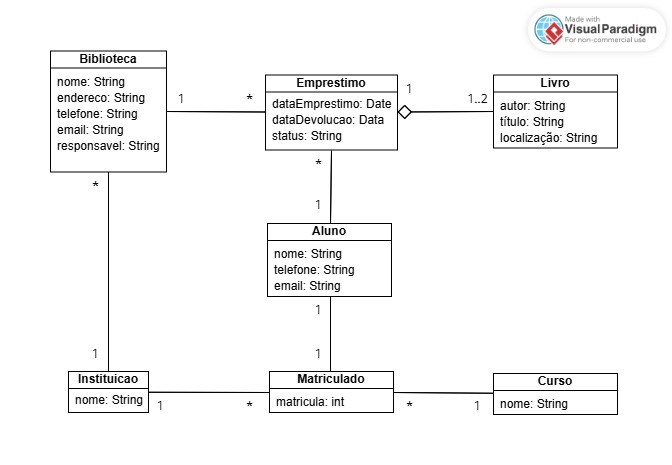 Made with
VisualParadigm
For non-commercial use
Biblioteca
nome: String
endereco: String
telefone: String
email: String
responsavel: String
1
*
Emprestimo
dataEmprestimo: Date
dataDevolucao: Data
status: String
1
1..2
Livro
autor: String
título: String
localização: String
*
*
1
Aluno
nome: String
telefone: String
email: String
1
1
1
Instituicao
nome: String
1
*
Matriculado
matricula: int
*
1
Curso
nome: String